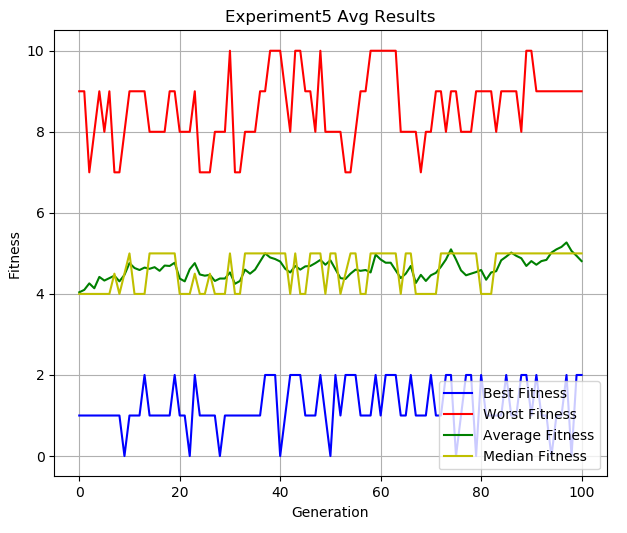 Experiment5 Avg Results
Fitness
10
8
6
4
2
0
0 20 40 60 80 100
Generation
Best Fitness
Worst Fitness
Average Fitness
Median Fitness